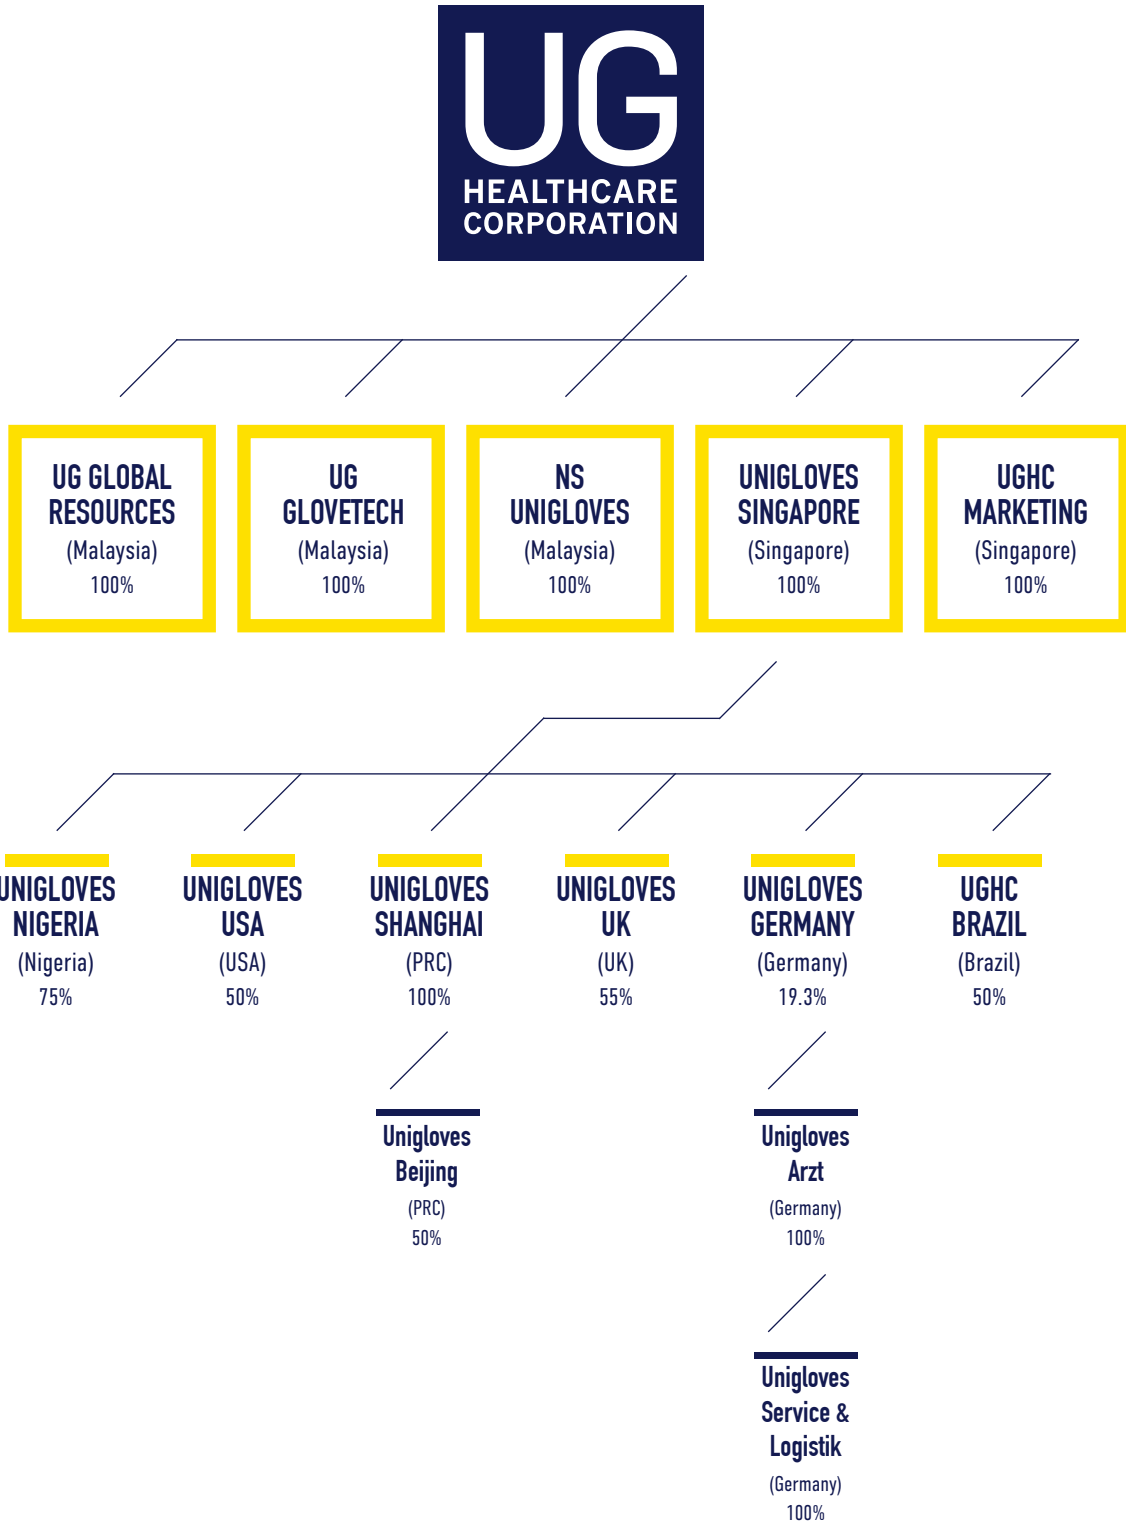 UG
HEALTHCARE
CORPORATION
UG GLOBAL
RESOURCES
(Malaysia)
100%
UG
GLOVETECH
(Malaysia)
100%
NS
UNIGLOVES
(Malaysia)
100%
UNIGLOVES
SINGAPORE
(Singapore)
100%
UGHC
MARKETING
(Singapore)
100%
UNIGLOVES
NIGERIA
(Nigeria)
75%
UNIGLOVES
USA
(USA)
50%
UNIGLOVES
SHANGHAI
(PRC)
100%
UNIGLOVES
UK
(UK)
55%
UNIGLOVES
GERMANY
(Germany)
19.3%
UGHC
BRAZIL
(Brazil)
50%
Unigloves
Beijing
(PRC)
50%
Unigloves
Arzt
(Germany)
100%
Unigloves
Service &
Logistik
(Germany)
100%